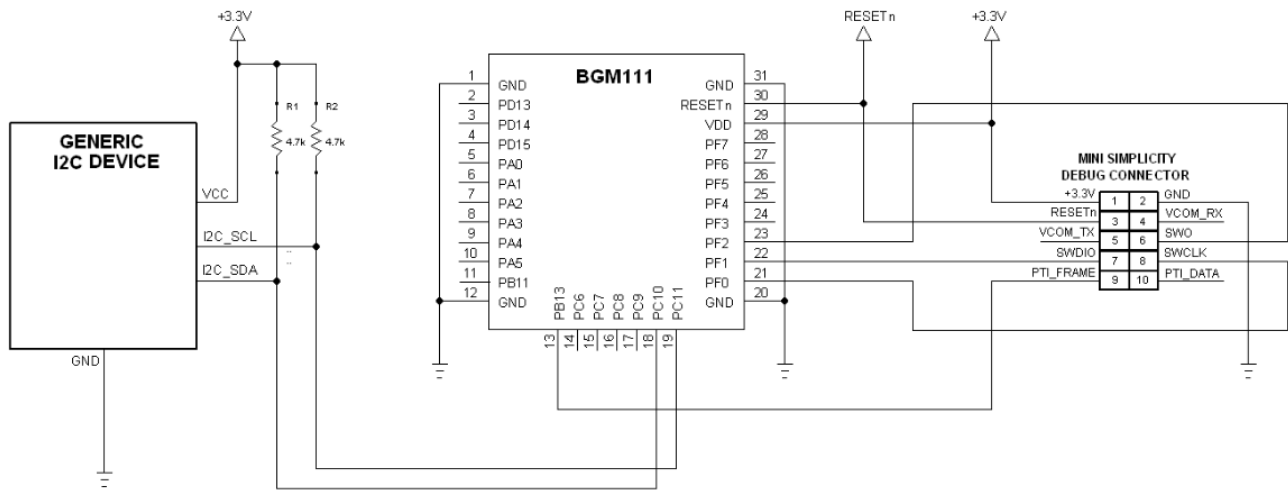 +3.3V
RESETn
+3.3V
R1
R2
4.7k
4.7k
GENERIC
I2C DEVICE
VCC
I2C_SCL
I2C_SDA
GND
BGM111
1 GND
2 PD13
3 PD14
4 PD15
5 PA0
6 PA1
7 PA2
8 PA3
9 PA4
10 PA5
11 PB11
12 GND
13 PB13
14 PC6
15 PC7
16 PC8
17 PC9
18 PC10
19 PC11
GND 31
RESETn 30
VDD 29
PF7 28
PF6 27
PF5 26
PF4 25
PF3 24
PF2 23
PF1 22
PF0 21
GND 20
MINI SIMPLICITY
DEBUG CONNECTOR
+3.3V 1 2 GND
RESETn 3 4 VCOM_RX
VCOM_TX 5 6 SWO
SWDIO 7 8 SWCLK
PTI_FRAME 9 10 PTI_DATA